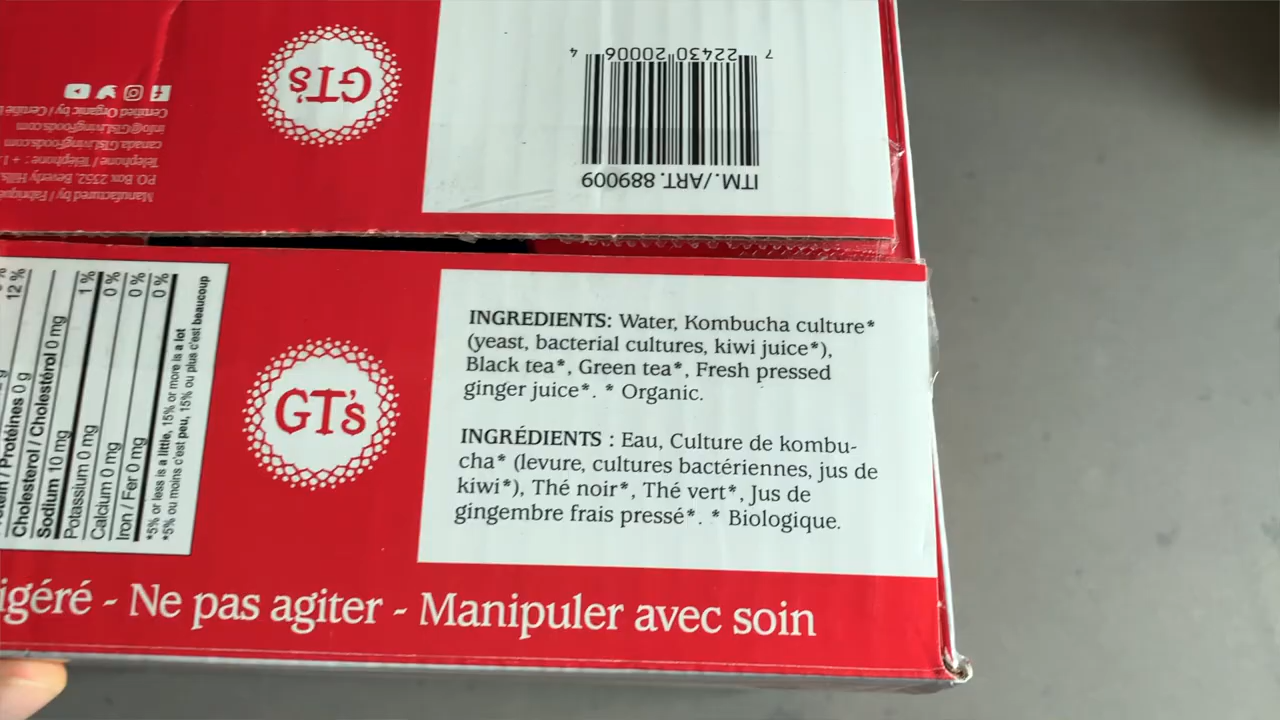 7 22430 20006 4
ITM./ART. 889009
GT's
Manufactured by / Fabriqué
P.O. Box 2352, Beverly Hills,
Telephone / Téléphone : + 1
canada.GTsLivingFoods.com
info@GTsLivingFoods.com
Certified Organic by / Certifié
12 %
Protéines 0 g
Cholesterol / Cholestérol 0 mg
Sodium 10 mg 1 %
Potassium 0 mg 0 %
Calcium 0 mg 0 %
Iron / Fer 0 mg 0 %
*5% or less is a little, 15% or more is a lot
*5% ou moins c'est peu, 15% ou plus c'est beaucoup
GT's
INGREDIENTS: Water, Kombucha culture*
(yeast, bacterial cultures, kiwi juice*),
Black tea*, Green tea*, Fresh pressed
ginger juice*. * Organic.
INGRÉDIENTS : Eau, Culture de kombu-
cha* (levure, cultures bactériennes, jus de
kiwi*), Thé noir*, Thé vert*, Jus de
gingembre frais pressé*. * Biologique.
igéré - Ne pas agiter - Manipuler avec soin